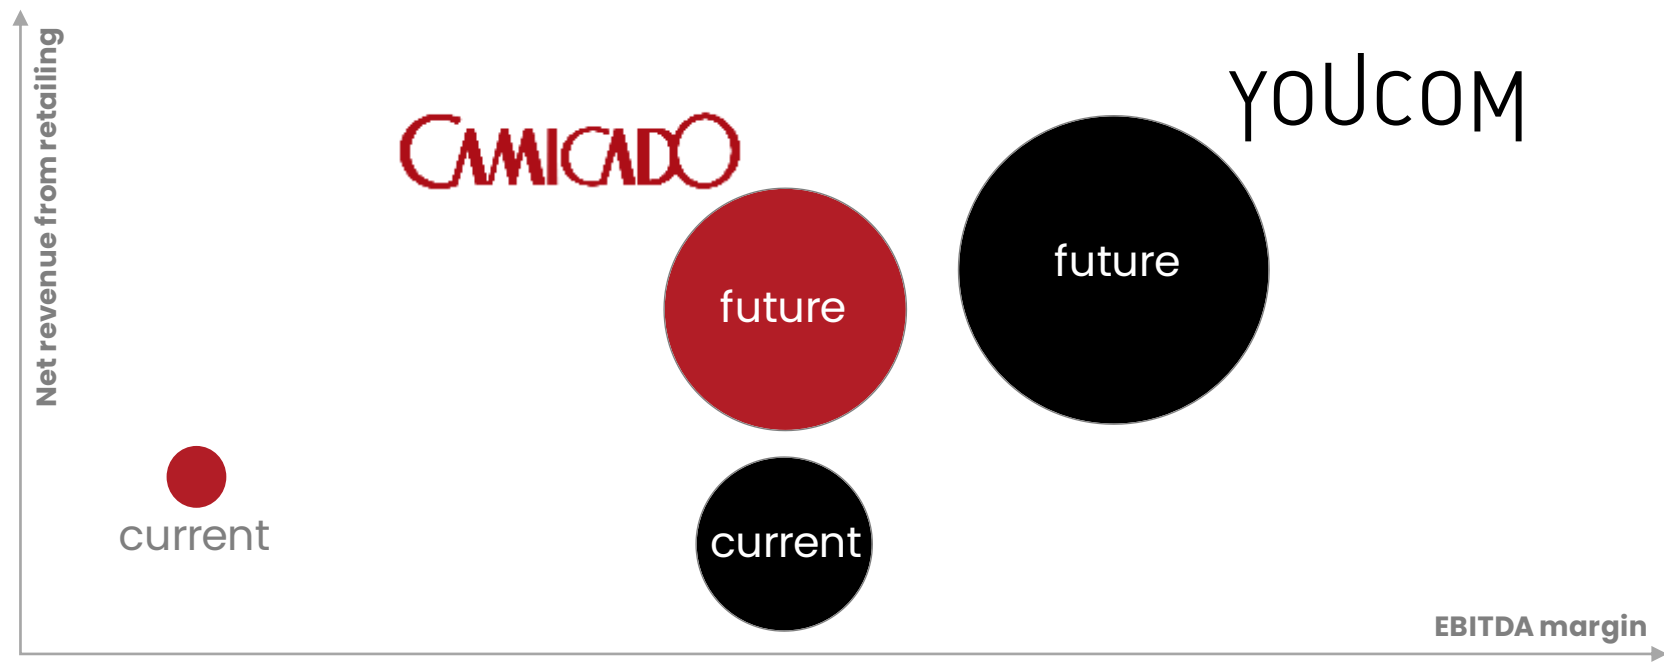 Net revenue from retailing
CAMICADO
YOUCOM
future
future
current
current
EBITDA margin